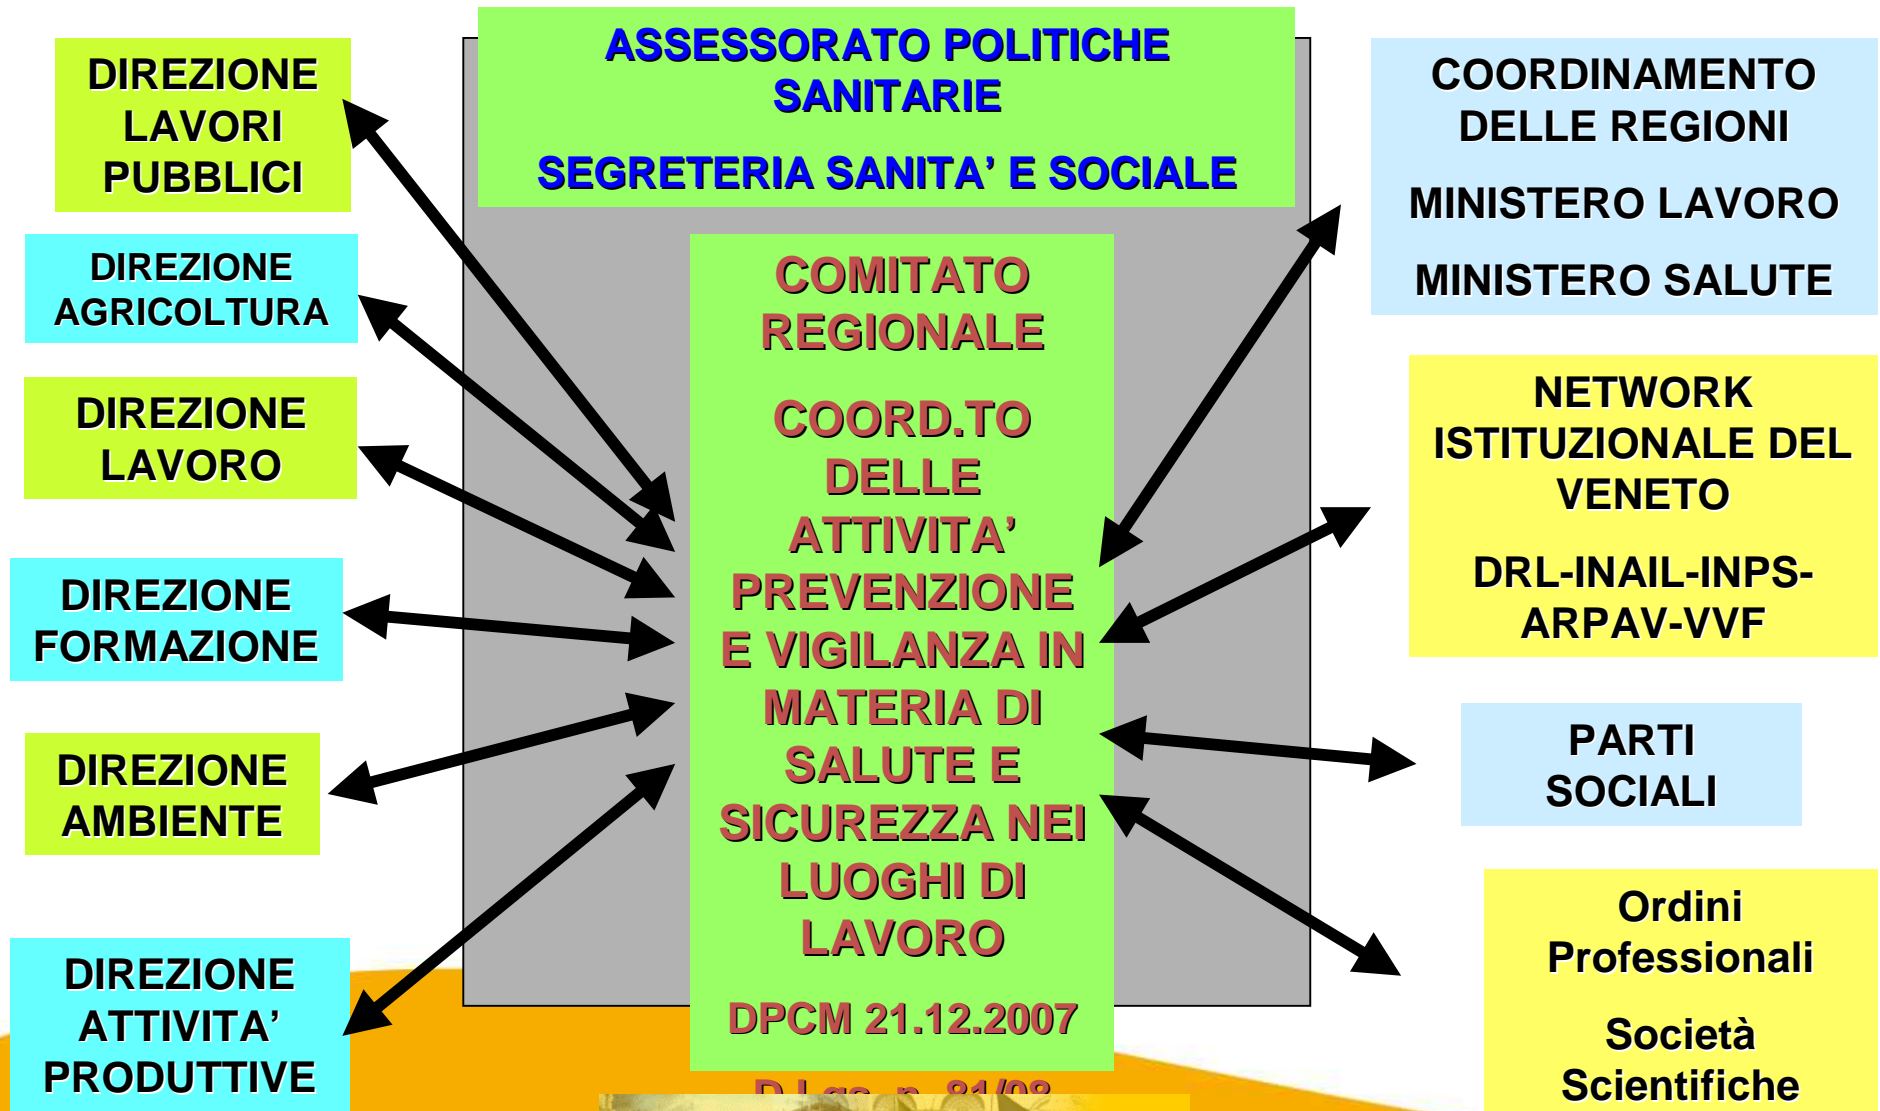 DIREZIONE
LAVORI
PUBBLICI
DIREZIONE
AGRICOLTURA
DIREZIONE
LAVORO
DIREZIONE
FORMAZIONE
DIREZIONE
AMBIENTE
DIREZIONE
ATTIVITA’
PRODUTTIVE
ASSESSORATO POLITICHE
SANITARIE
SEGRETERIA SANITA’ E SOCIALE
COMITATO
REGIONALE
COORD.TO
DELLE
ATTIVITA’
PREVENZIONE
E VIGILANZA IN
MATERIA DI
SALUTE E
SICUREZZA NEI
LUOGHI DI
LAVORO
DPCM 21.12.2007
D.Lgs. n. 81/08
COORDINAMENTO
DELLE REGIONI
MINISTERO LAVORO
MINISTERO SALUTE
NETWORK
ISTITUZIONALE DEL
VENETO
DRL-INAIL-INPS-
ARPAV-VVF
PARTI
SOCIALI
Ordini
Professionali
Società
Scientifiche